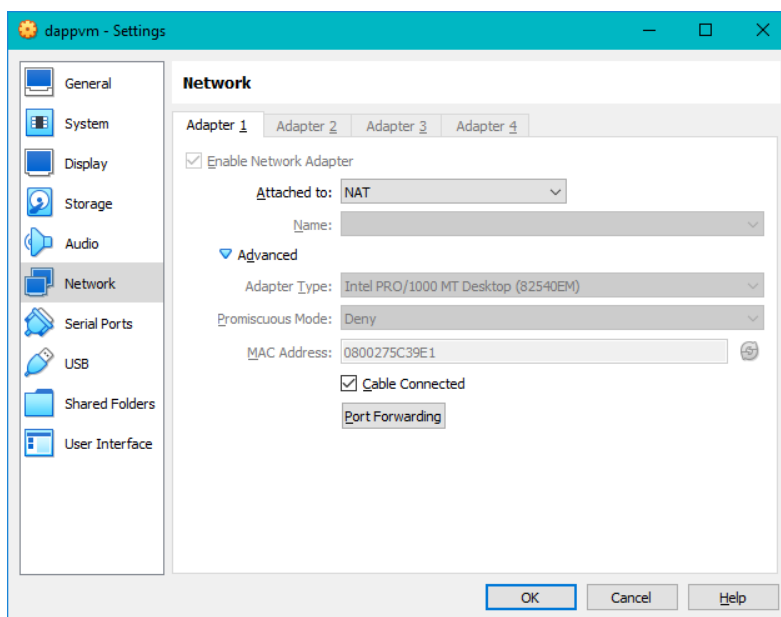 dappvm - Settings
General
System
Display
Storage
Audio
Network
Serial Ports
USB
Shared Folders
User Interface
Network
Adapter 1 Adapter 2 Adapter 3 Adapter 4
Enable Network Adapter
Attached to: NAT
Name:
Advanced
Adapter Type: Intel PRO/1000 MT Desktop (82540EM)
Promiscuous Mode: Deny
MAC Address: 0800275C39E1
Cable Connected
Port Forwarding
OK Cancel Help